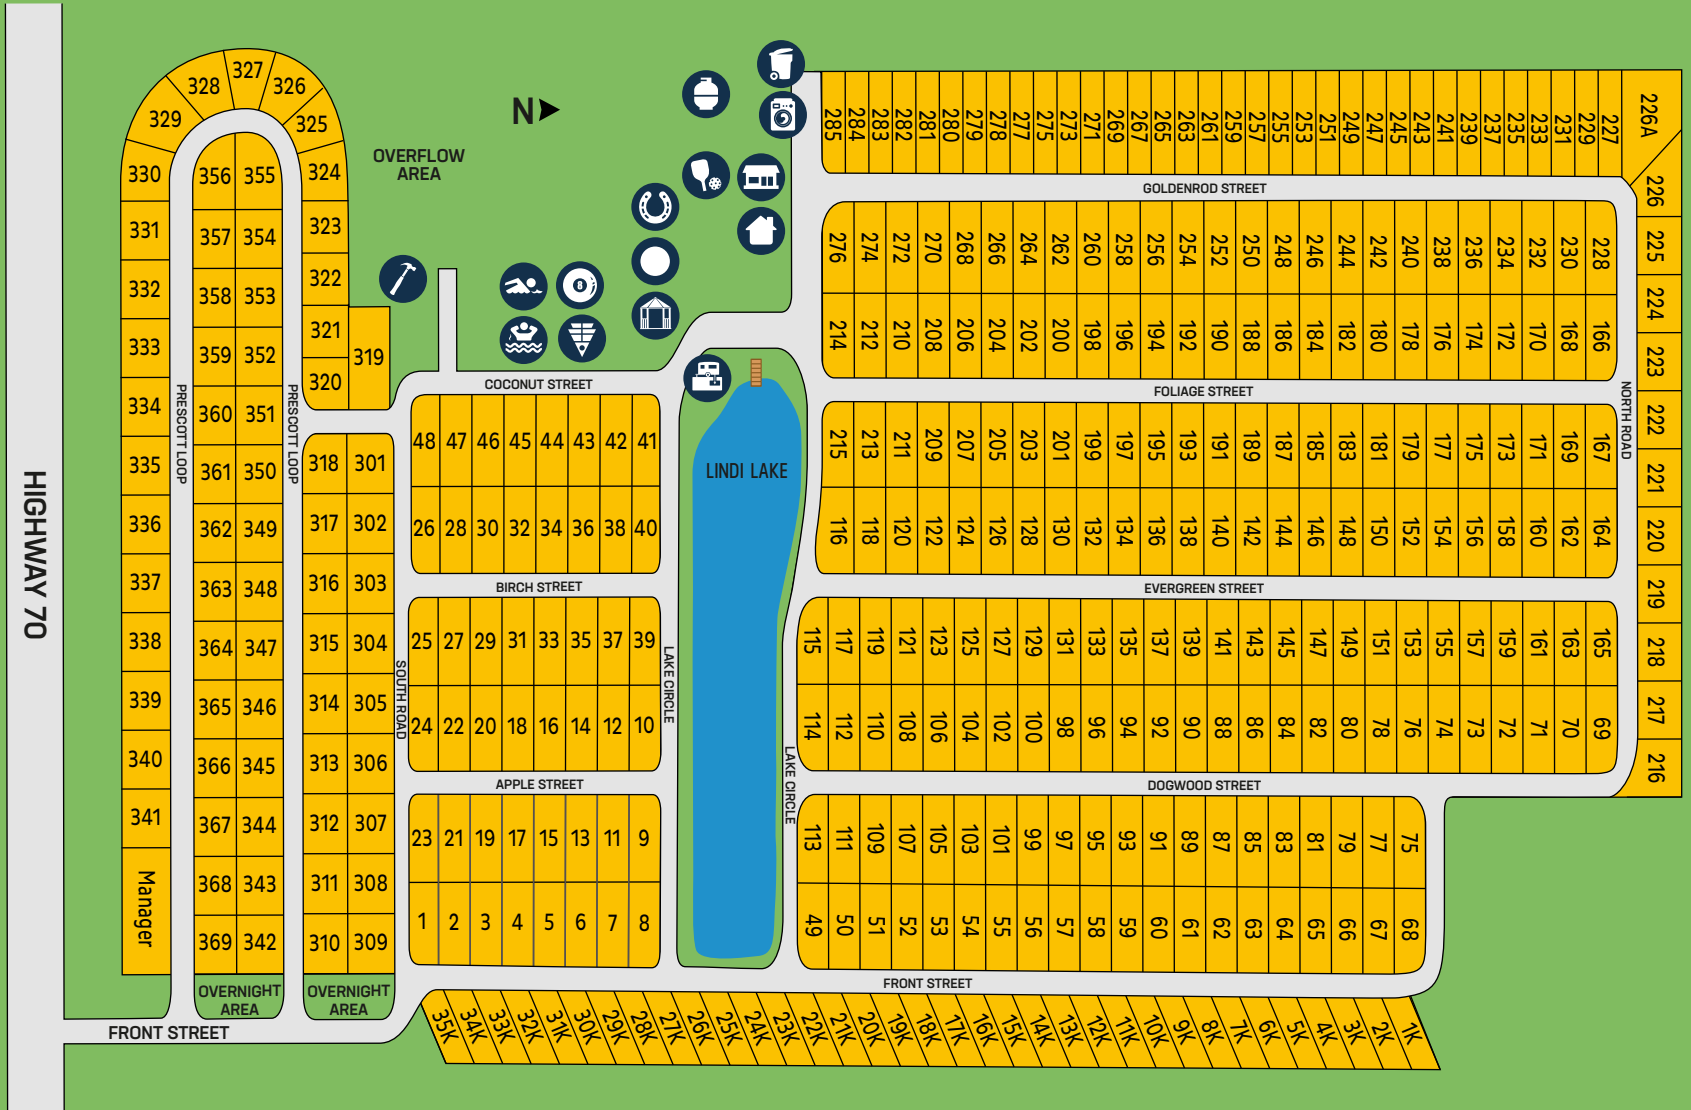 HIGHWAY 70
N
OVERFLOW
AREA
329 328 327 326 325
330 324
331 323
332 322
333 321 319
334 320
335
336
337
338
339
340
341
Manager
PRESCOTT LOOP
356 355
357 354
358 353
359 352
360 351
361 350
362 349
363 348
364 347
365 346
366 345
367 344
368 343
369 342
OVERNIGHT
AREA
PRESCOTT LOOP
318 301
317 302
316 303
315 304
314 305
313 306
312 307
311 308
310 309
OVERNIGHT
AREA
FRONT STREET
SOUTH ROAD
8
COCONUT STREET
48 47 46 45 44 43 42 41
26 28 30 32 34 36 38 40
BIRCH STREET
25 27 29 31 33 35 37 39
24 22 20 18 16 14 12 10
APPLE STREET
23 21 19 17 15 13 11 9
1 2 3 4 5 6 7 8
LAKE CIRCLE
LINDI LAKE
LAKE CIRCLE
285 284 283 282 281 280 279 278 277 275 273 271 269 267 265 263 261 259 257 255 253 251 249 247 245 243 241 239 237 235 233 231 229 227 226A
GOLDENROD STREET
276 274 272 270 268 266 264 262 260 258 256 254 252 250 248 246 244 242 240 238 236 234 232 230 228
214 212 210 208 206 204 202 200 198 196 194 192 190 188 186 184 182 180 178 176 174 172 170 168 166
FOLIAGE STREET
215 213 211 209 207 205 203 201 199 197 195 193 191 189 187 185 183 181 179 177 175 173 171 169 167
116 118 120 122 124 126 128 130 132 134 136 138 140 142 144 146 148 150 152 154 156 158 160 162 164
EVERGREEN STREET
115 117 119 121 123 125 127 129 131 133 135 137 139 141 143 145 147 149 151 153 155 157 159 161 163 165
114 112 110 108 106 104 102 100 98 96 94 92 90 88 86 84 82 80 78 76 74 73 72 71 70 69
DOGWOOD STREET
113 111 109 107 105 103 101 99 97 95 93 91 89 87 85 83 81 79 77 75
49 50 51 52 53 54 55 56 57 58 59 60 61 62 63 64 65 66 67 68
FRONT STREET
35K 34K 33K 32K 31K 30K 29K 28K 27K 26K 25K 24K 23K 22K 21K 20K 19K 18K 17K 16K 15K 14K 13K 12K 11K 10K 9K 8K 7K 6K 5K 4K 3K 2K 1K
NORTH ROAD
226
225
224
223
222
221
220
219
218
217
216